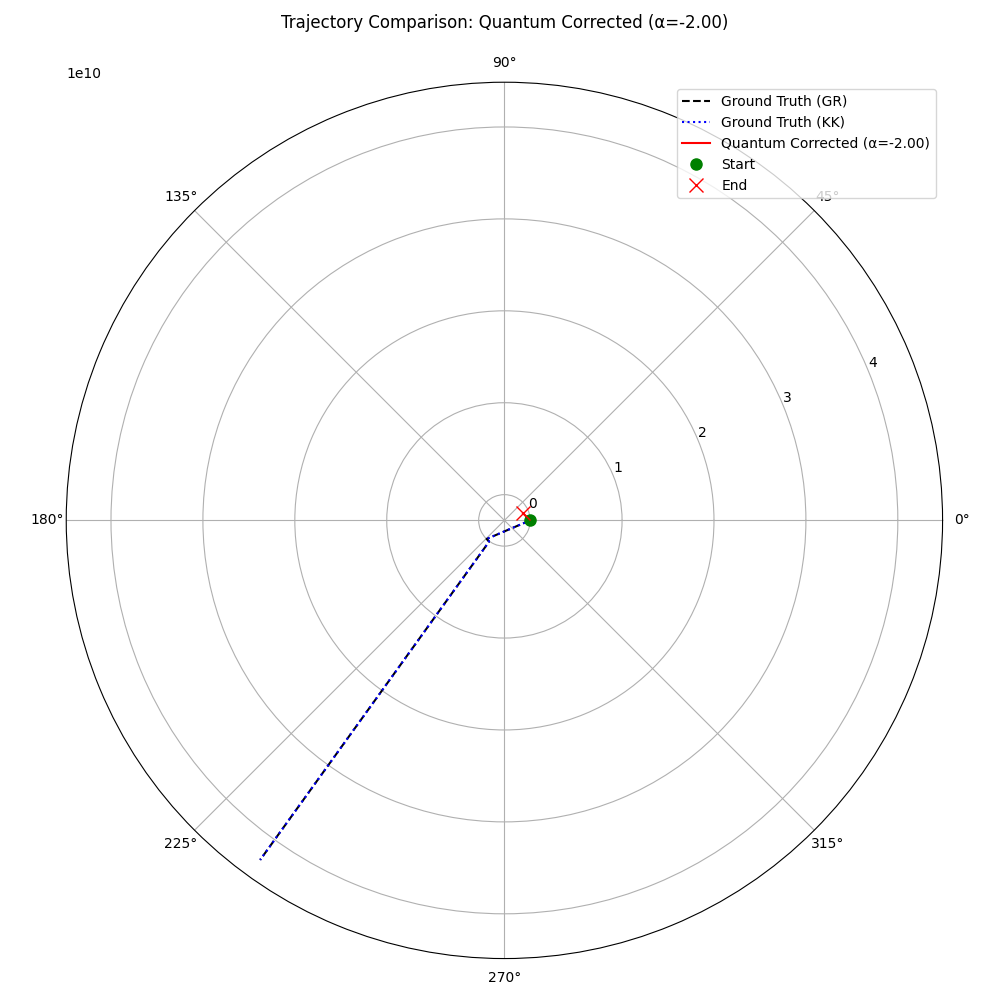 Trajectory Comparison: Quantum Corrected (α=-2.00)
1e10
90°
Ground Truth (GR)
Ground Truth (KK)
Quantum Corrected (α=-2.00)
Start
End
135°
45°
4
3
2
1
0
180°
0°
225°
315°
270°